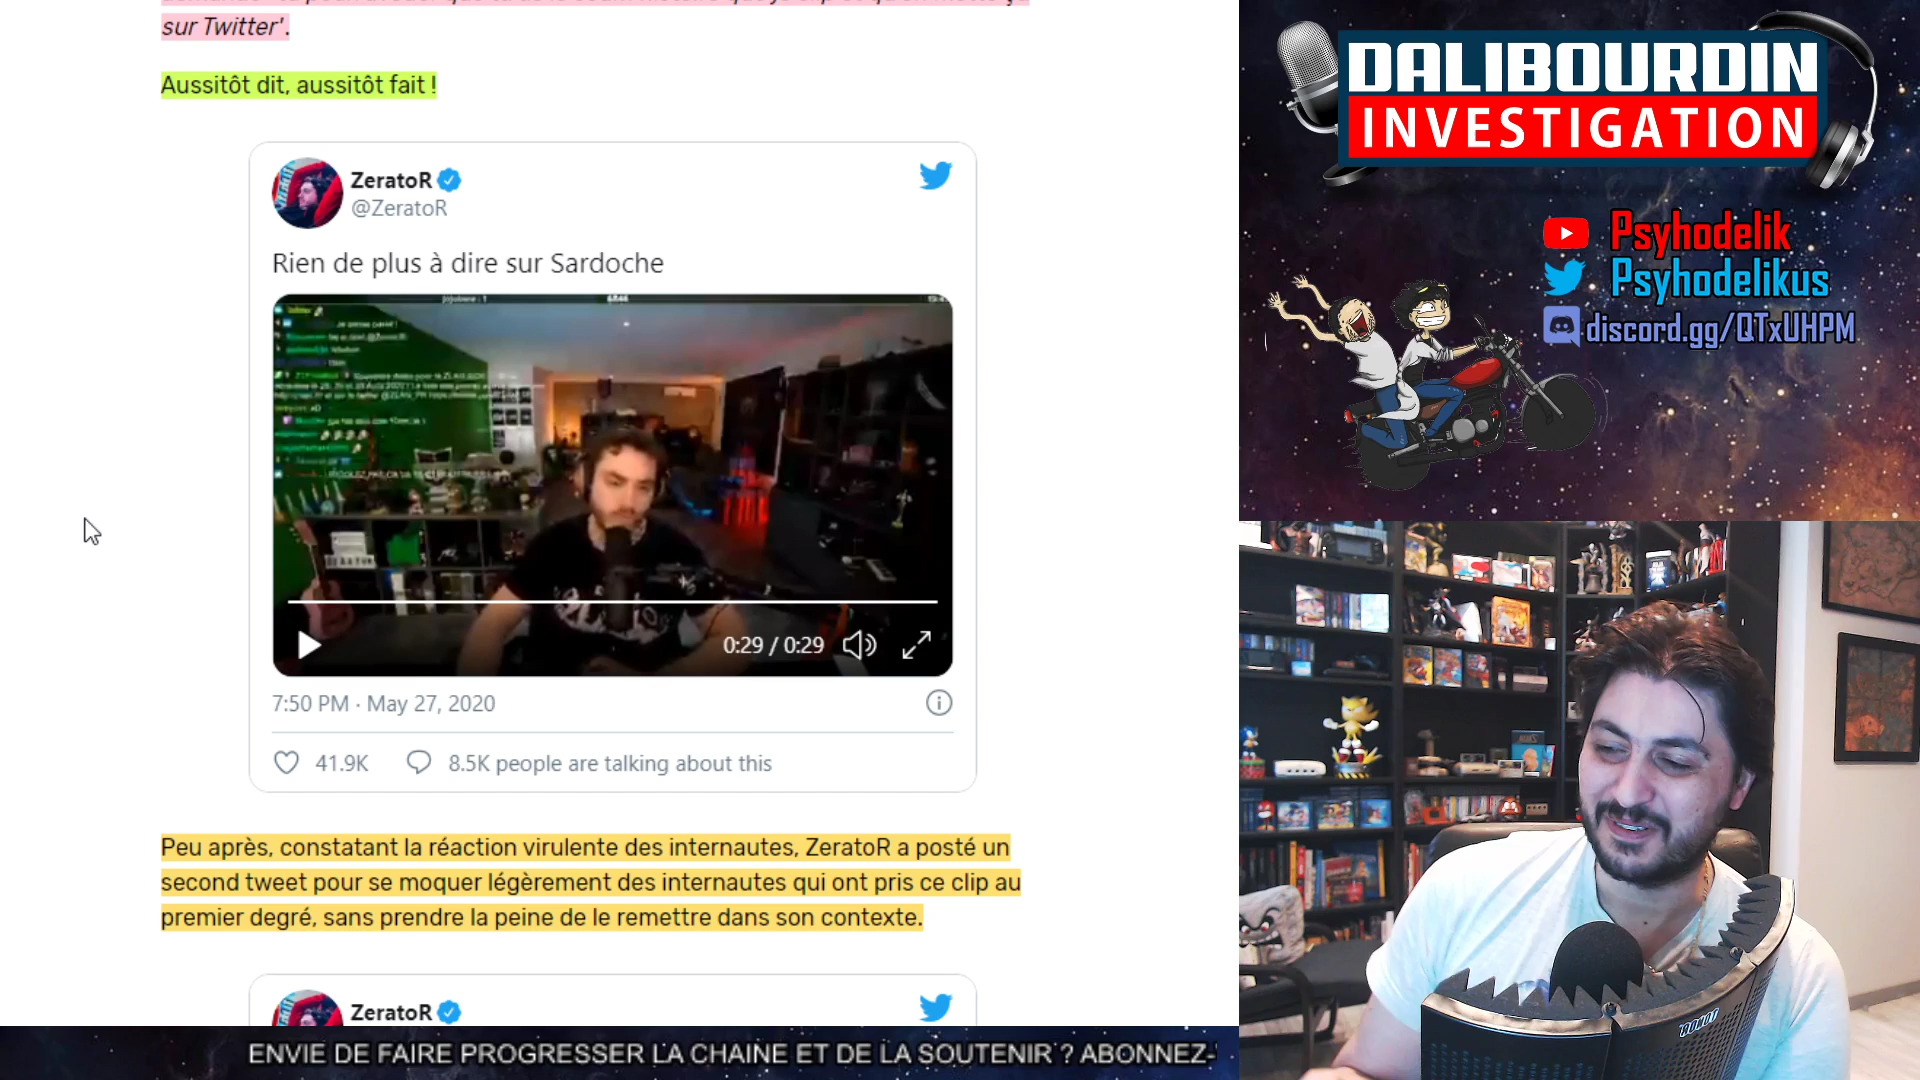 sur Twitter'.
Aussitôt dit, aussitôt fait !
ZeratoR
@ZeratoR
Rien de plus à dire sur Sardoche
0:29 / 0:29
7:50 PM · May 27, 2020
41.9K
8.5K people are talking about this
Peu après, constatant la réaction virulente des internautes, ZeratoR a posté un
second tweet pour se moquer légèrement des internautes qui ont pris ce clip au
premier degré, sans prendre la peine de le remettre dans son contexte.
ZeratoR
ENVIE DE FAIRE PROGRESSER LA CHAINE ET DE LA SOUTENIR ? ABONNEZ-
DALIBOURDIN
INVESTIGATION
Psyhodelik
Psyhodelikus
discord.gg/QTxUHPM